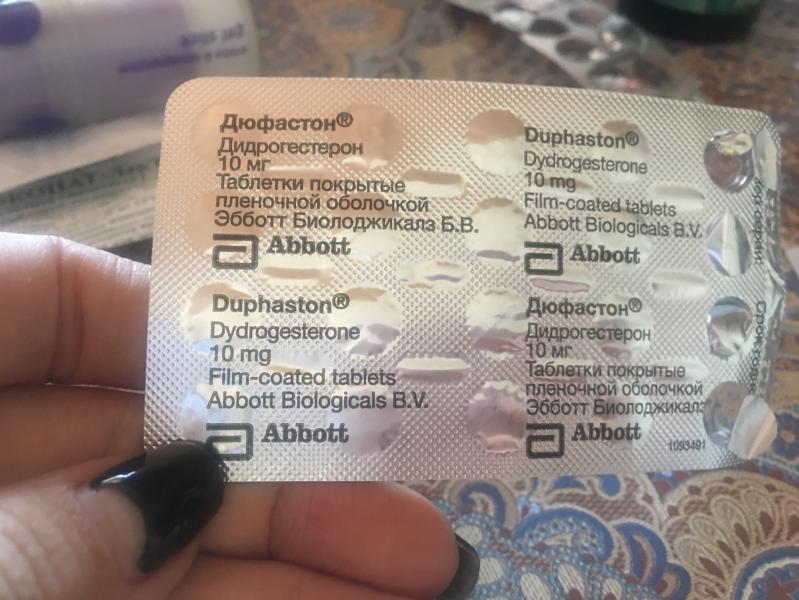 Дюфастон®
Дидрогестерон
10 мг
Таблетки покрытые
пленочной оболочкой
Эбботт Биолоджикалз Б.В.
Abbott
Duphaston®
Dydrogesterone
10 mg
Film-coated tablets
Abbott Biologicals B.V.
Abbott
Duphaston®
Dydrogesterone
10 mg
Film-coated tablets
Abbott Biologicals B.V.
Abbott
Дюфастон®
Дидрогестерон
10 мг
Таблетки покрытые
пленочной оболочкой
Эбботт Биолоджикалз
Abbott
1093491